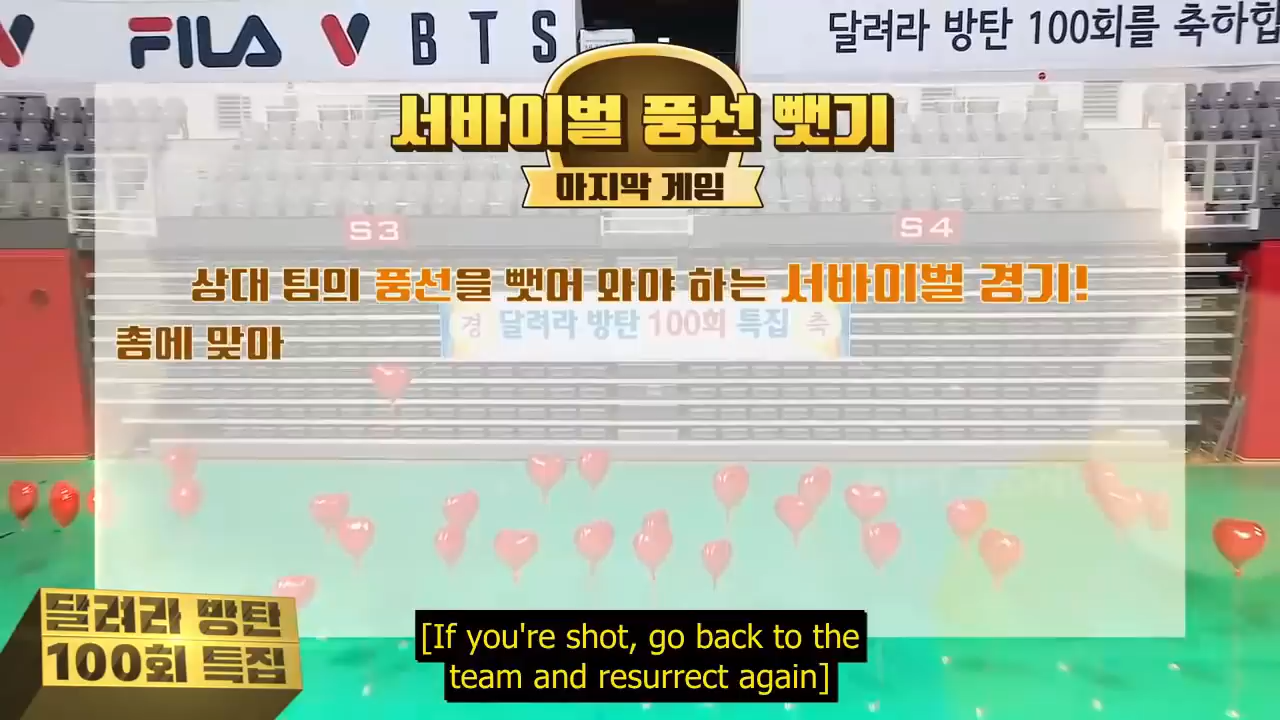 FILA
BTS
달려라 방탄 100회를 축하합
서바이벌 풍선 뺏기
마지막 게임
S3
S4
상대 팀의 풍선을 뺏어 와야 하는 서바이벌 경기!
경 달려라 방탄 100회 특집 축
총에 맞아
달려라 방탄
100회 특집
[If you're shot, go back to the
team and resurrect again]